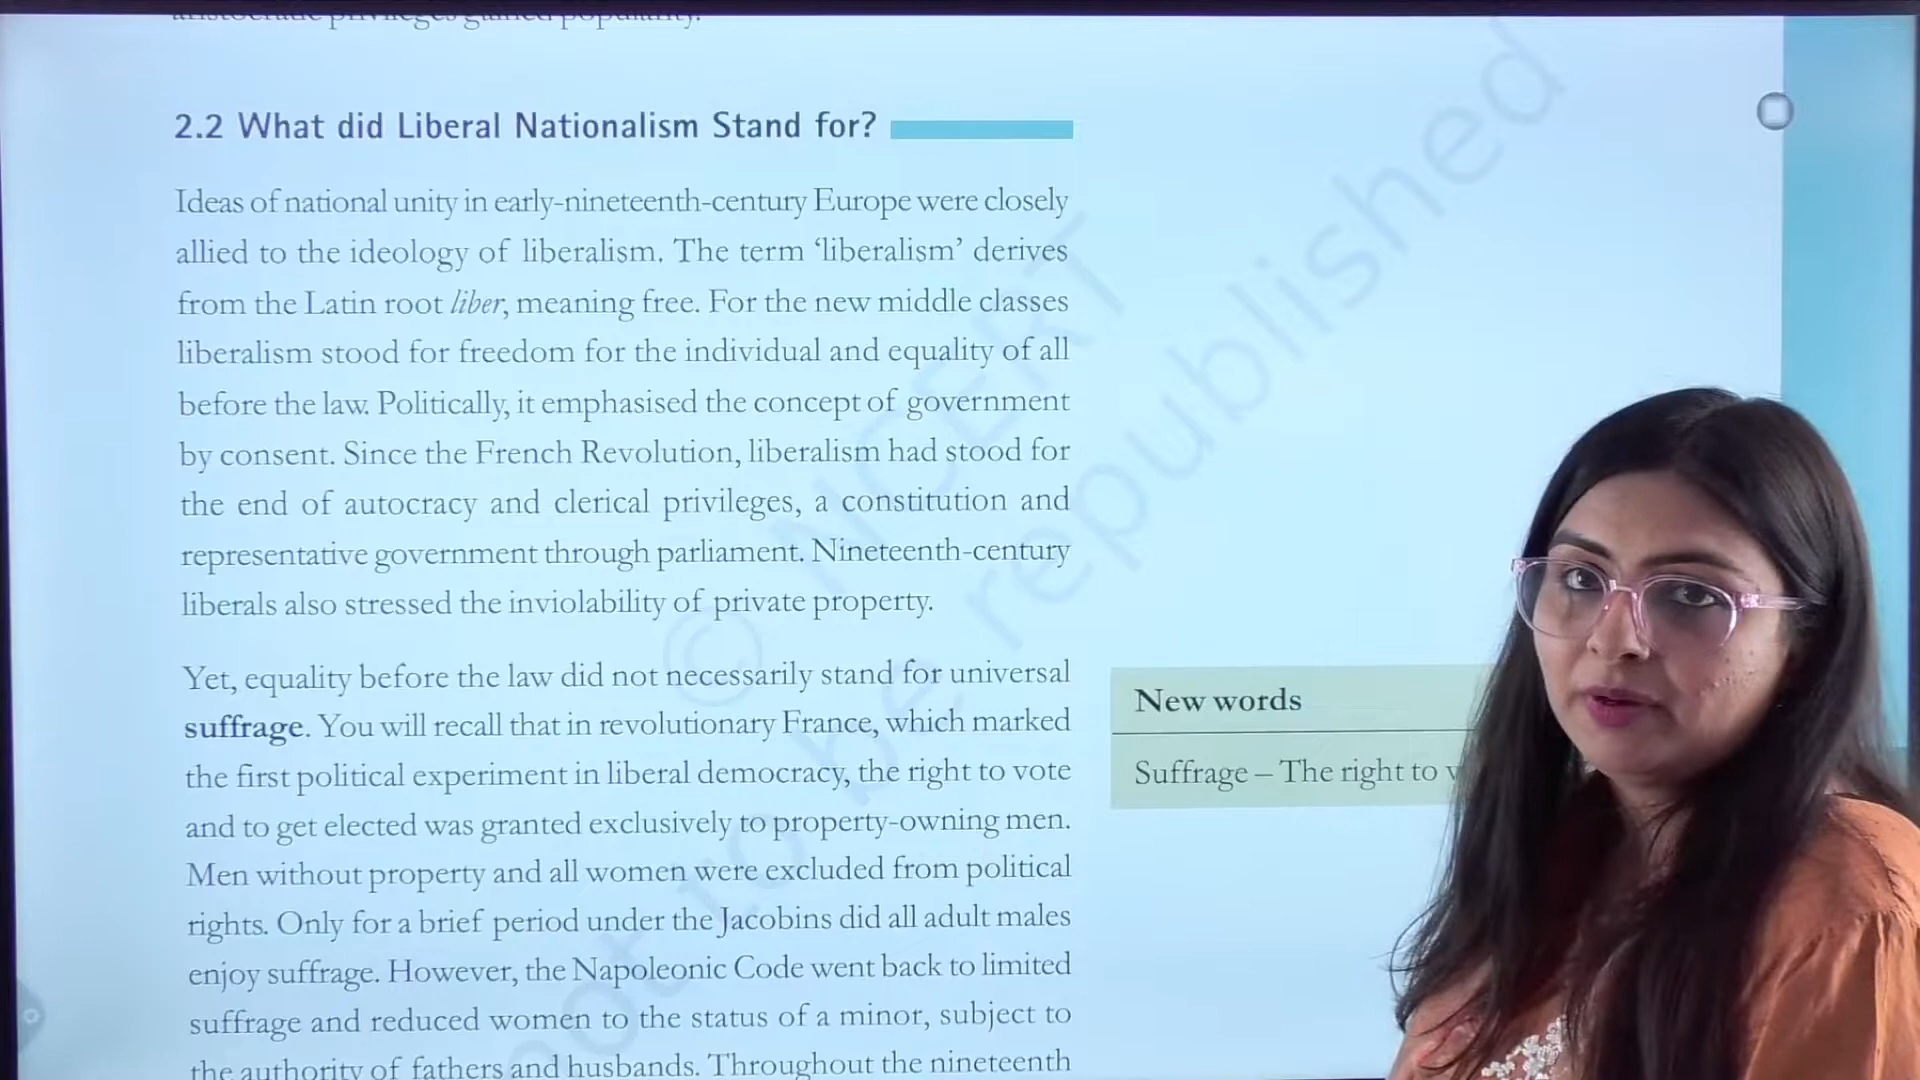 aristocratic privileges gained popularity.
2.2 What did Liberal Nationalism Stand for?
Ideas of national unity in early-nineteenth-century Europe were closely
allied to the ideology of liberalism. The term ‘liberalism’ derives
from the Latin root liber, meaning free. For the new middle classes
liberalism stood for freedom for the individual and equality of all
before the law. Politically, it emphasised the concept of government
by consent. Since the French Revolution, liberalism had stood for
the end of autocracy and clerical privileges, a constitution and
representative government through parliament. Nineteenth-century
liberals also stressed the inviolability of private property.
Yet, equality before the law did not necessarily stand for universal
suffrage. You will recall that in revolutionary France, which marked
the first political experiment in liberal democracy, the right to vote
and to get elected was granted exclusively to property-owning men.
Men without property and all women were excluded from political
rights. Only for a brief period under the Jacobins did all adult males
enjoy suffrage. However, the Napoleonic Code went back to limited
suffrage and reduced women to the status of a minor, subject to
the authority of fathers and husbands. Throughout the nineteenth
New words
Suffrage – The right to v
© NCERT
not to be republished